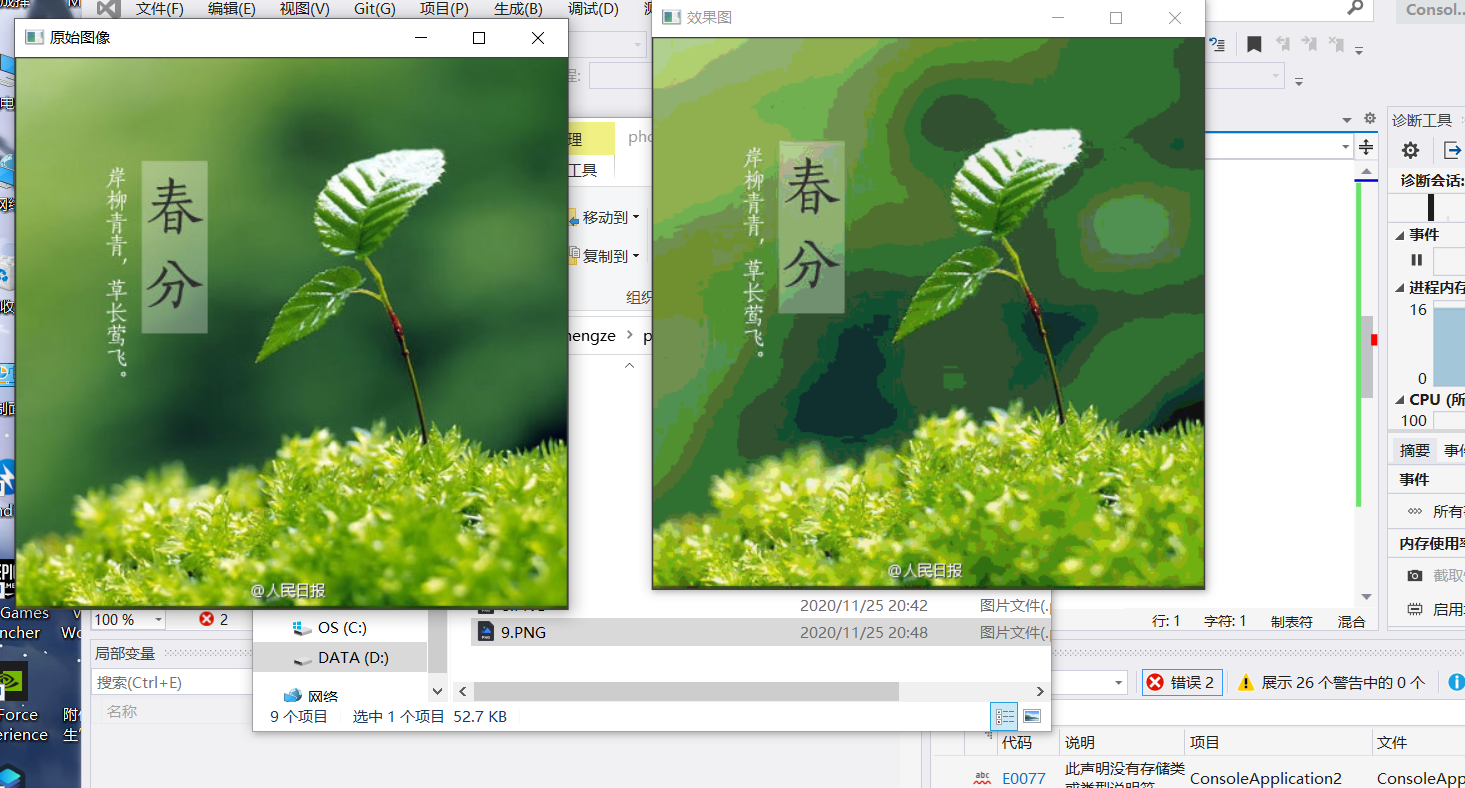 文件(F) 编辑(E) 视图(V) Git(G) 项目(P) 生成(B) 调试(D)
Consol...
原始图像
效果图
岸柳青青，草长莺飞。
春分
@人民日报
岸柳青青，草长莺飞。
春分
@人民日报
理
工具
移动到
复制到
组织
诊断工具
诊断会话:
事件
进程内存
16
0
CPU (所
100
摘要 事件
事件
内存使用率
截取
启用
100 %
2
行: 1 字符: 1 制表符 混合
2020/11/25 20:42 图片文件(.p
9.PNG 2020/11/25 20:48 图片文件(.p
OS (C:)
DATA (D:)
网络
9 个项目 选中 1 个项目 52.7 KB
局部变量
搜索(Ctrl+E)
名称
错误 2
展示 26 个警告中的 0 个
代码 说明 项目 文件
abc E0077 此声明没有存储类或类型说明符 ConsoleApplication2 ConsoleApp
Games